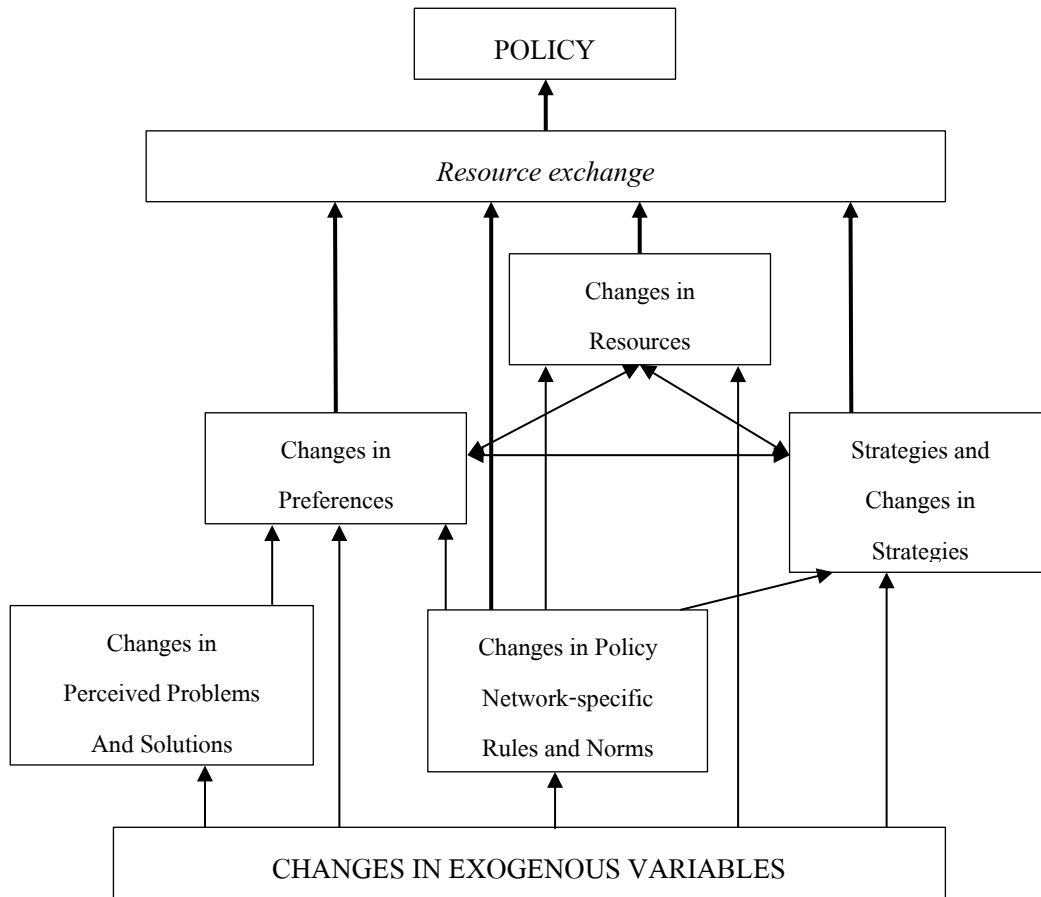 POLICY
Resource exchange
Changes in
Resources
Changes in
Preferences
Strategies and
Changes in
Strategies
Changes in
Perceived Problems
And Solutions
Changes in Policy
Network-specific
Rules and Norms
CHANGES IN EXOGENOUS VARIABLES